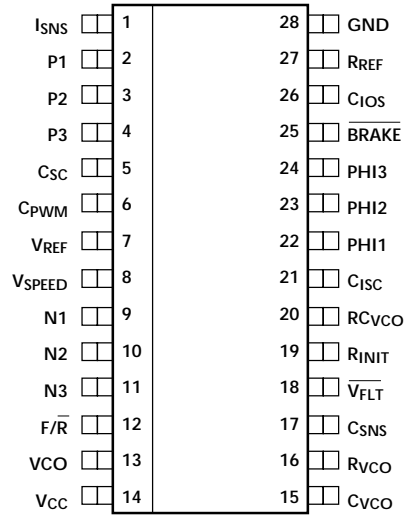 ISNS 1 28 GND
P1 2 27 RREF
P2 3 26 CIOS
P3 4 25 BRAKE
CSC 5 24 PHI3
CPWM 6 23 PHI2
VREF 7 22 PHI1
VSPEED 8 21 CISC
N1 9 20 RCVCO
N2 10 19 RINIT
N3 11 18 VFLT
F/R 12 17 CSNS
VCO 13 16 RVCO
VCC 14 15 CVCO